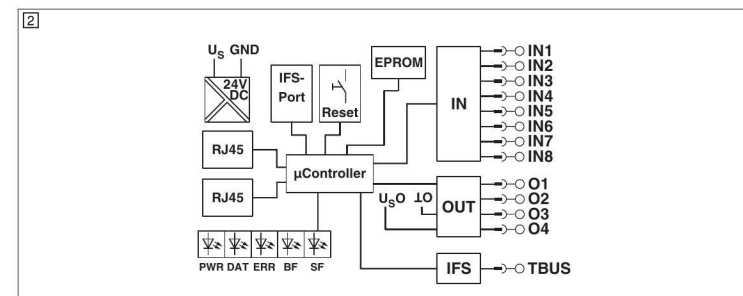 2
U_S GND
24V
DC
IFS-
Port
Reset
EPROM
IN
IN1
IN2
IN3
IN4
IN5
IN6
IN7
IN8
RJ45
RJ45
µController
U_SO
OT
OUT
O1
O2
O3
O4
PWR DAT ERR BF SF
IFS
TBUS